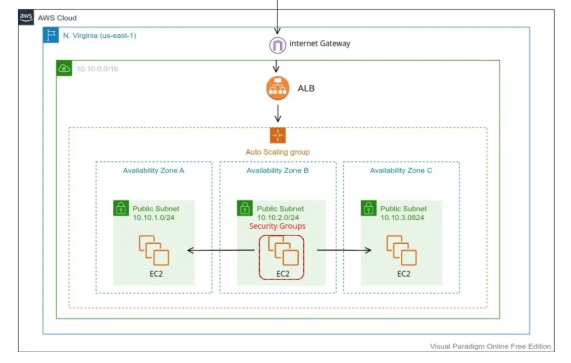 aws
AWS Cloud
N. Virginia (us-east-1)
internet Gateway
10.10.0.0/16
ALB
Auto Scaling group
Availability Zone A
Availability Zone B
Availability Zone C
Public Subnet
10.10.1.0/24
Public Subnet
10.10.2.0/24
Public Subnet
10.10.3.0824
Security Groups
EC2
EC2
EC2
Visual Paradigm Online Free Edition